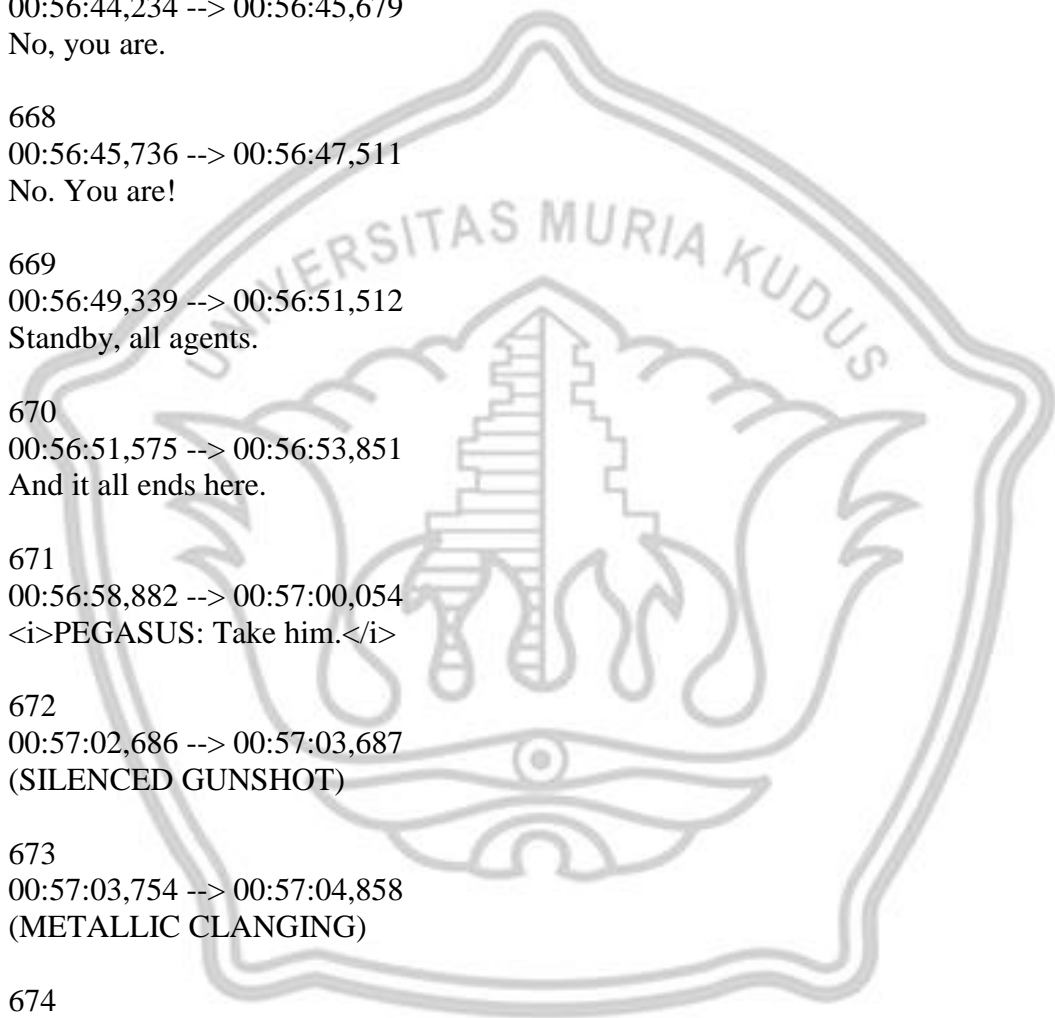 00:56:44,234 --> 00:56:45,679
No, you are.
668
00:56:45,736 --> 00:56:47,511
No. You are!
669
00:56:49,339 --> 00:56:51,512
Standby, all agents.
670
00:56:51,575 --> 00:56:53,851
And it all ends here.
671
00:56:58,882 --> 00:57:00,054
<i>PEGASUS: Take him.</i>
672
00:57:02,686 --> 00:57:03,687
(SILENCED GUNSHOT)
673
00:57:03,754 --> 00:57:04,858
(METALLIC CLANGING)
674
UNIVERSITAS MURIA KUDUS